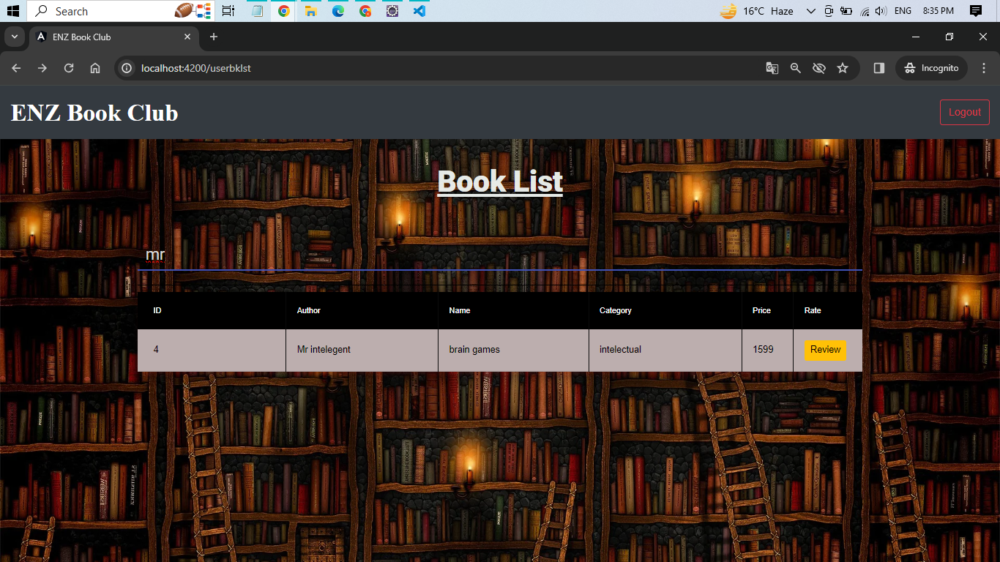 Search
16°C Haze
ENG
8:35 PM
ENZ Book Club
localhost:4200/userbklst
Incognito
ENZ Book Club
Logout
Book List
mr
ID Author Name Category Price Rate
4 Mr intelegent brain games intelectual 1599 Review